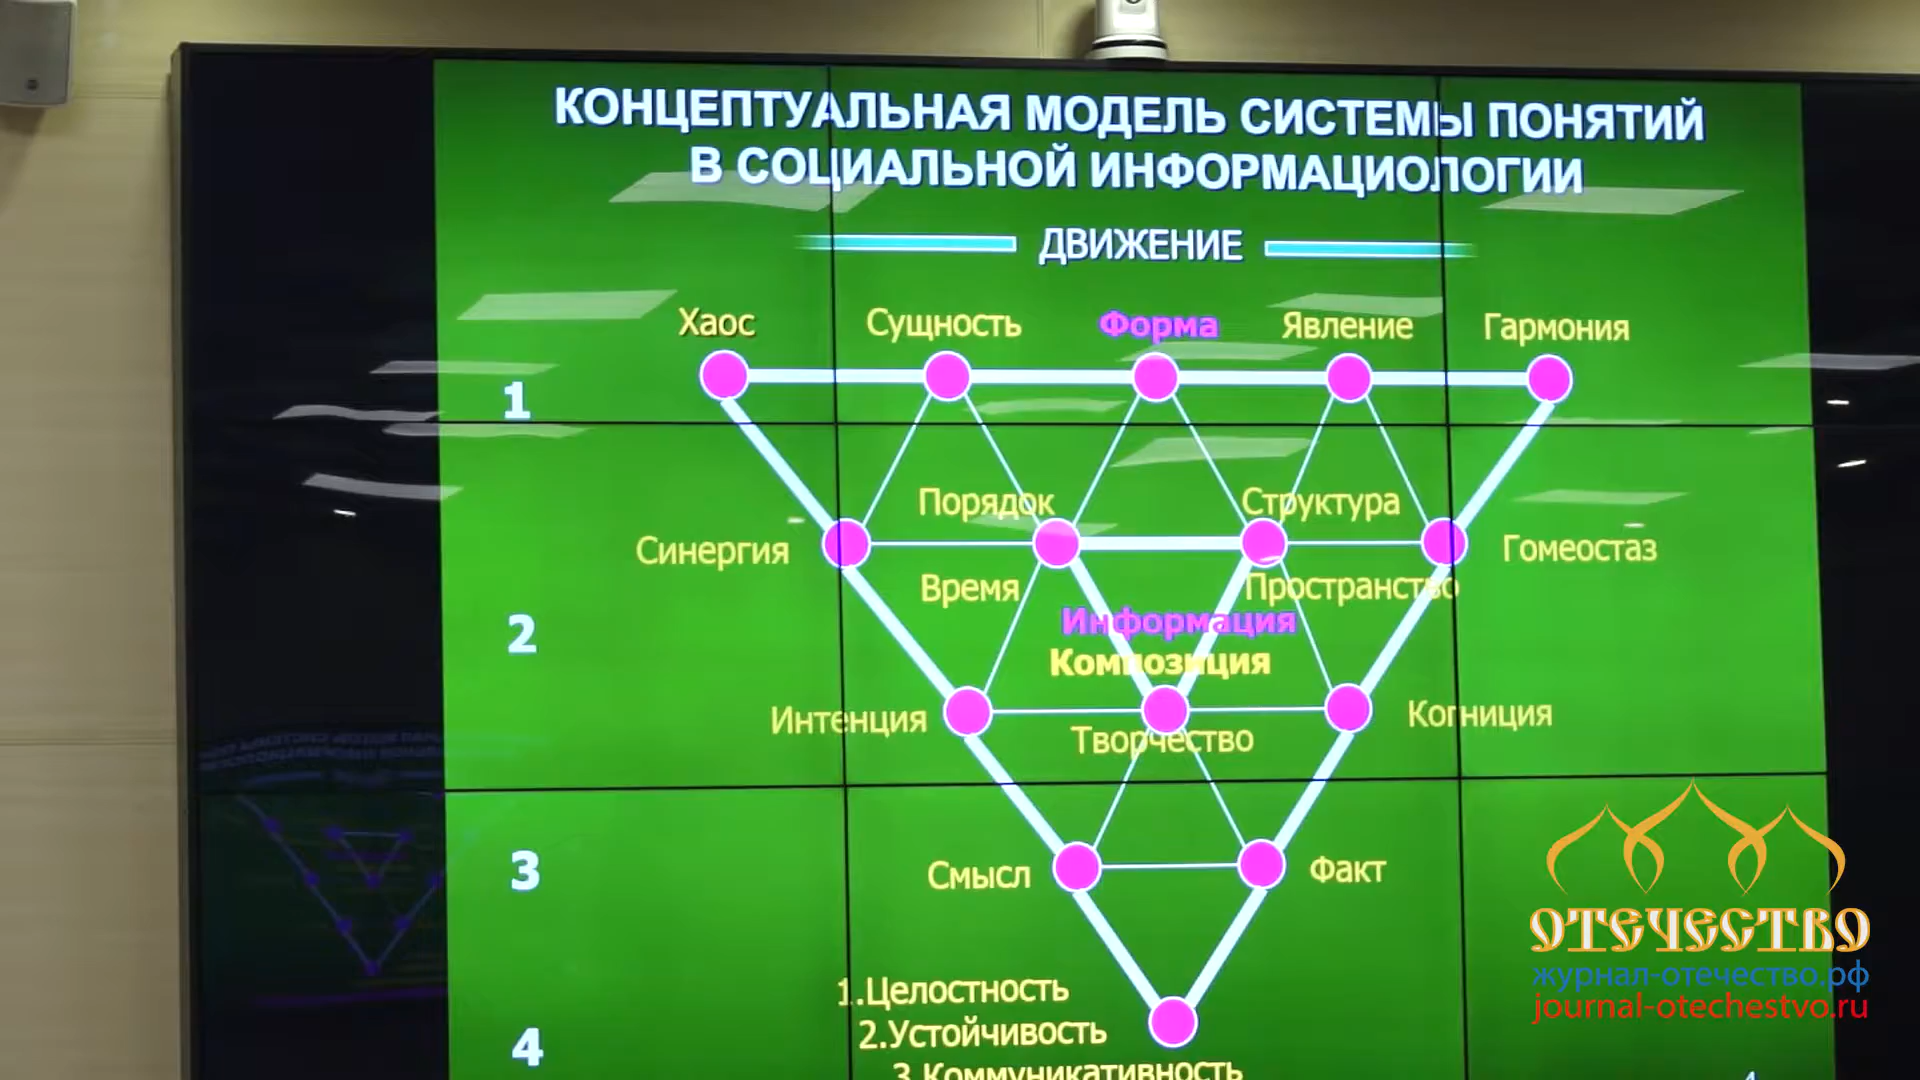 КОНЦЕПТУАЛЬНАЯ МОДЕЛЬ СИСТЕМЫ ПОНЯТИЙ
В СОЦИАЛЬНОЙ ИНФОРМАЦИОЛОГИИ
ДВИЖЕНИЕ
Хаос Сущность Форма Явление Гармония
1
Порядок Структура
Синергия Гомеостаз
Время Пространство
Информация
2
Композиция
Интенция Когниция
Творчество
3 Смысл Факт
ОТЕЧЕСТВО
журнал-отечество.рф
journal-otechestvo.ru
1.Целостность
2.Устойчивость
4
3.Коммуникативность